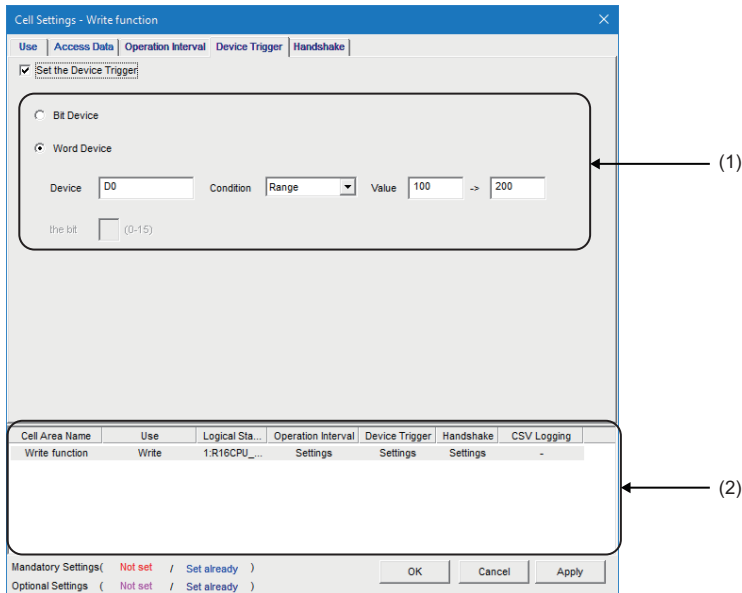 Cell Settings - Write function
Use Access Data Operation Interval Device Trigger Handshake
Set the Device Trigger
Bit Device
Word Device
(1)
Device D0 Condition Range Value 100 -> 200
the bit (0-15)
Cell Area Name Use Logical Sta... Operation Interval Device Trigger Handshake CSV Logging
Write function Write 1:R16CPU_... Settings Settings Settings -
(2)
Mandatory Settings( Not set / Set already )
Optional Settings ( Not set / Set already )
OK Cancel Apply